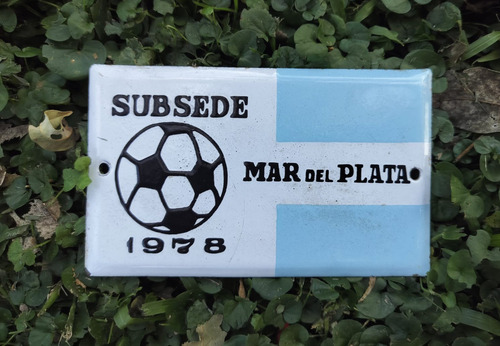 SUBSEDE
MAR DEL PLATA
1978